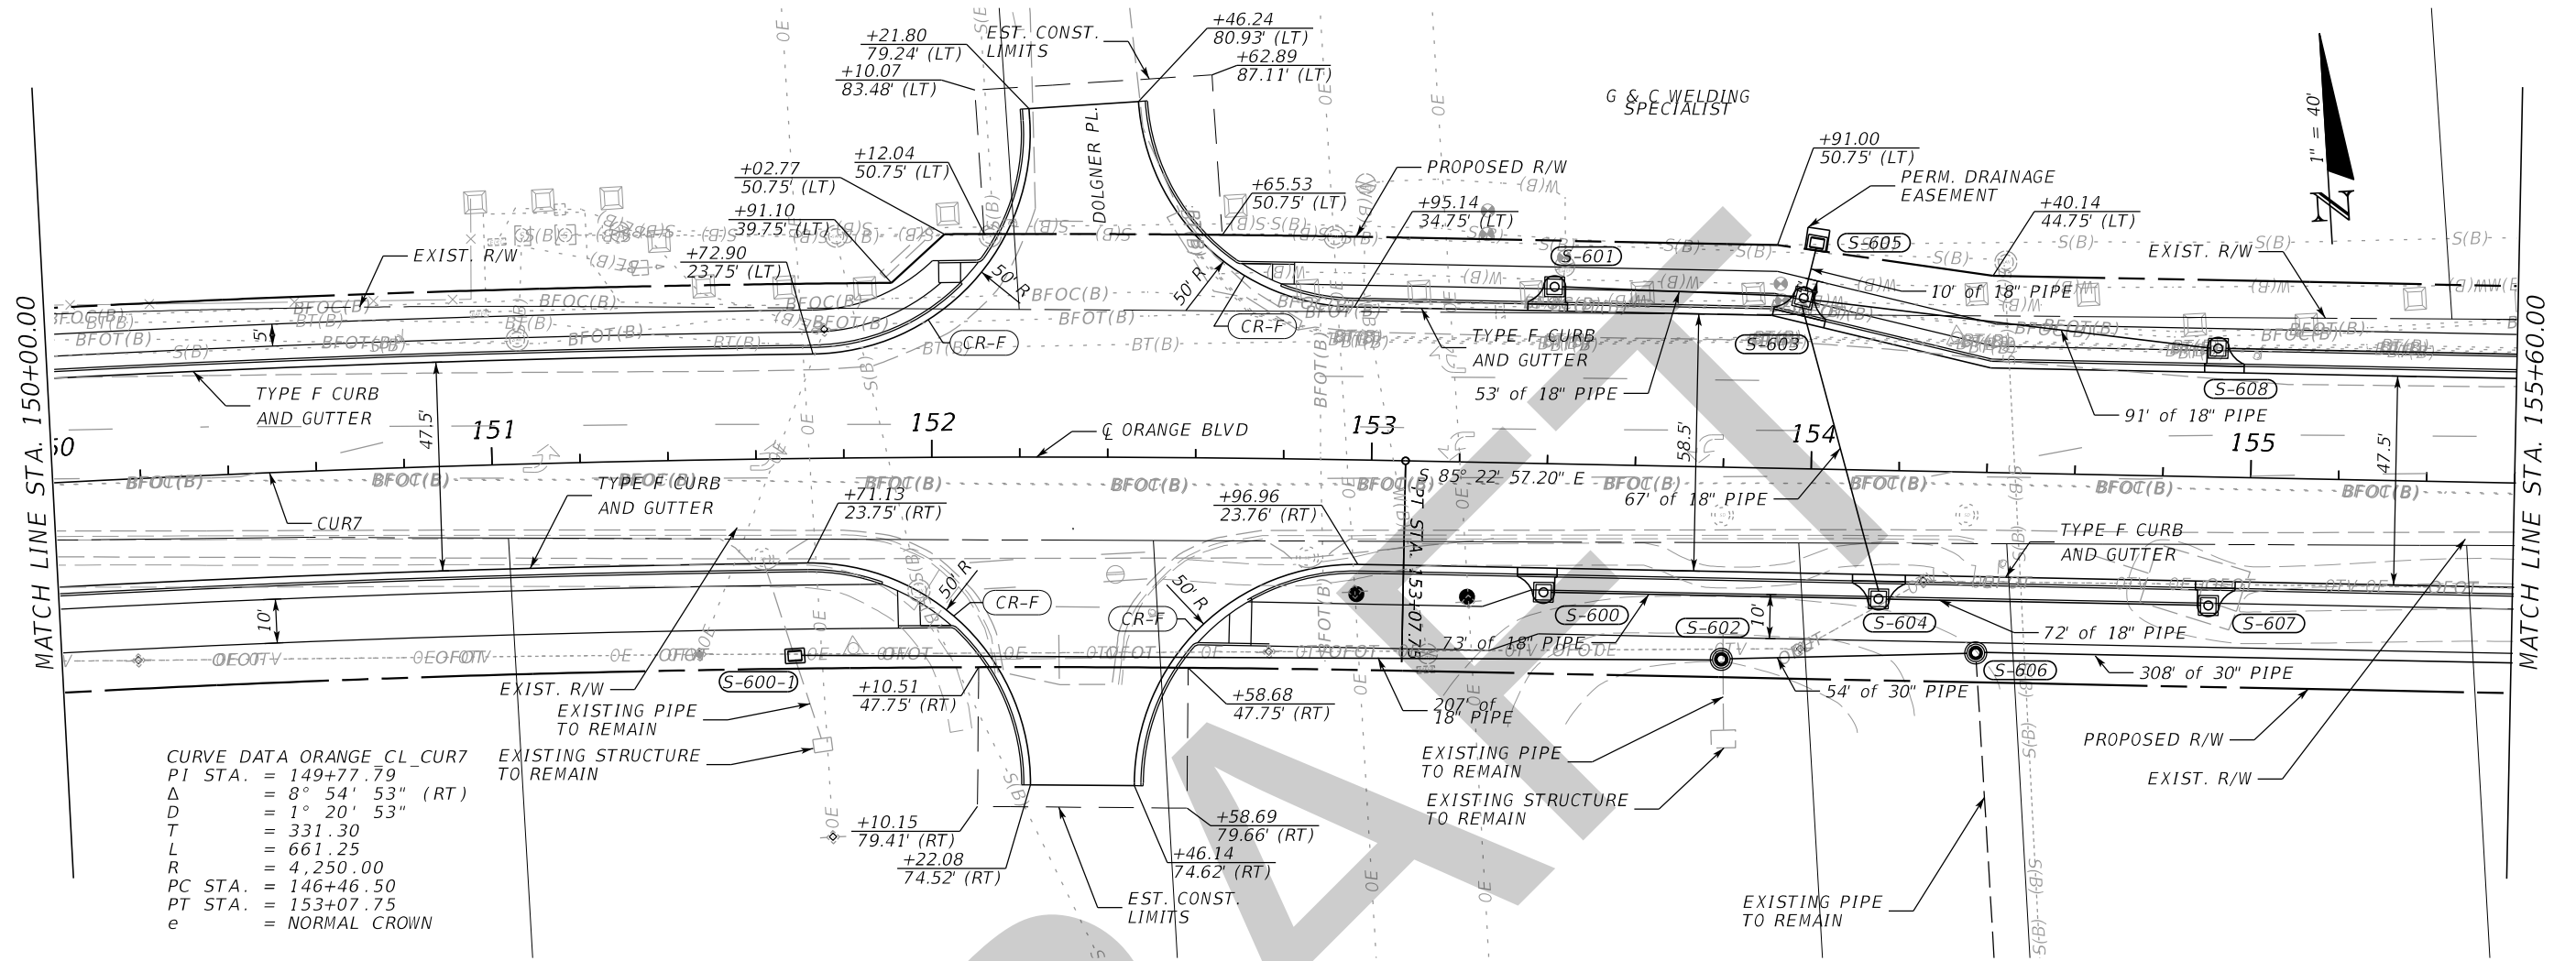 +21.80
79.24' (LT)
EST. CONST.
LIMITS
+46.24
80.93' (LT)
+10.07
83.48' (LT)
+62.89
87.11' (LT)
G & C WELDING
SPECIALIST
1" = 40'
N
DOLGNER PL.
+02.77
50.75' (LT)
+12.04
50.75' (LT)
+91.10
39.75' (LT)
+72.90
23.75' (LT)
+65.53
50.75' (LT)
PROPOSED R/W
+95.14
34.75' (LT)
+91.00
50.75' (LT)
PERM. DRAINAGE
EASEMENT
+40.14
44.75' (LT)
EXIST. R/W
EXIST. R/W
S-601
S-605
10' of 18" PIPE
50' R
50' R
CR-F
CR-F
5'
S-603
S-608
TYPE F CURB
AND GUTTER
TYPE F CURB
AND GUTTER
53' of 18" PIPE
91' of 18" PIPE
MATCH LINE STA. 150+00.00
MATCH LINE STA. 155+60.00
47.5'
58.5'
47.5'
50
151
152
153
154
155
℄ ORANGE BLVD
BFOC(B)
BFOC(B)
BFOC(B)
BFOC(B)
BFOC(B)
BFOC(B)
BFOC(B)
BFOC(B)
BFOC(B)
BFOC(B)
S 85° 22' 57.20" E
PT STA. 153+07.75
67' of 18" PIPE
CUR7
TYPE F CURB
AND GUTTER
+71.13
23.75' (RT)
+96.96
23.76' (RT)
TYPE F CURB
AND GUTTER
50' R
50' R
CR-F
CR-F
10'
10'
S-600
S-602
S-604
S-607
73' of 18" PIPE
72' of 18" PIPE
S-600-1
S-606
EXIST. R/W
EXISTING PIPE
TO REMAIN
EXISTING STRUCTURE
TO REMAIN
+10.51
47.75' (RT)
+58.68
47.75' (RT)
207' of
18" PIPE
54' of 30" PIPE
308' of 30" PIPE
EXISTING PIPE
TO REMAIN
EXISTING STRUCTURE
TO REMAIN
PROPOSED R/W
EXIST. R/W
+10.15
79.41' (RT)
+22.08
74.52' (RT)
+58.69
79.66' (RT)
+46.14
74.62' (RT)
EST. CONST.
LIMITS
EXISTING PIPE
TO REMAIN
CURVE DATA ORANGE_CL_CUR7
PI STA. = 149+77.79
Δ = 8° 54' 53" (RT)
D = 1° 20' 53"
T = 331.30
L = 661.25
R = 4,250.00
PC STA. = 146+46.50
PT STA. = 153+07.75
e = NORMAL CROWN